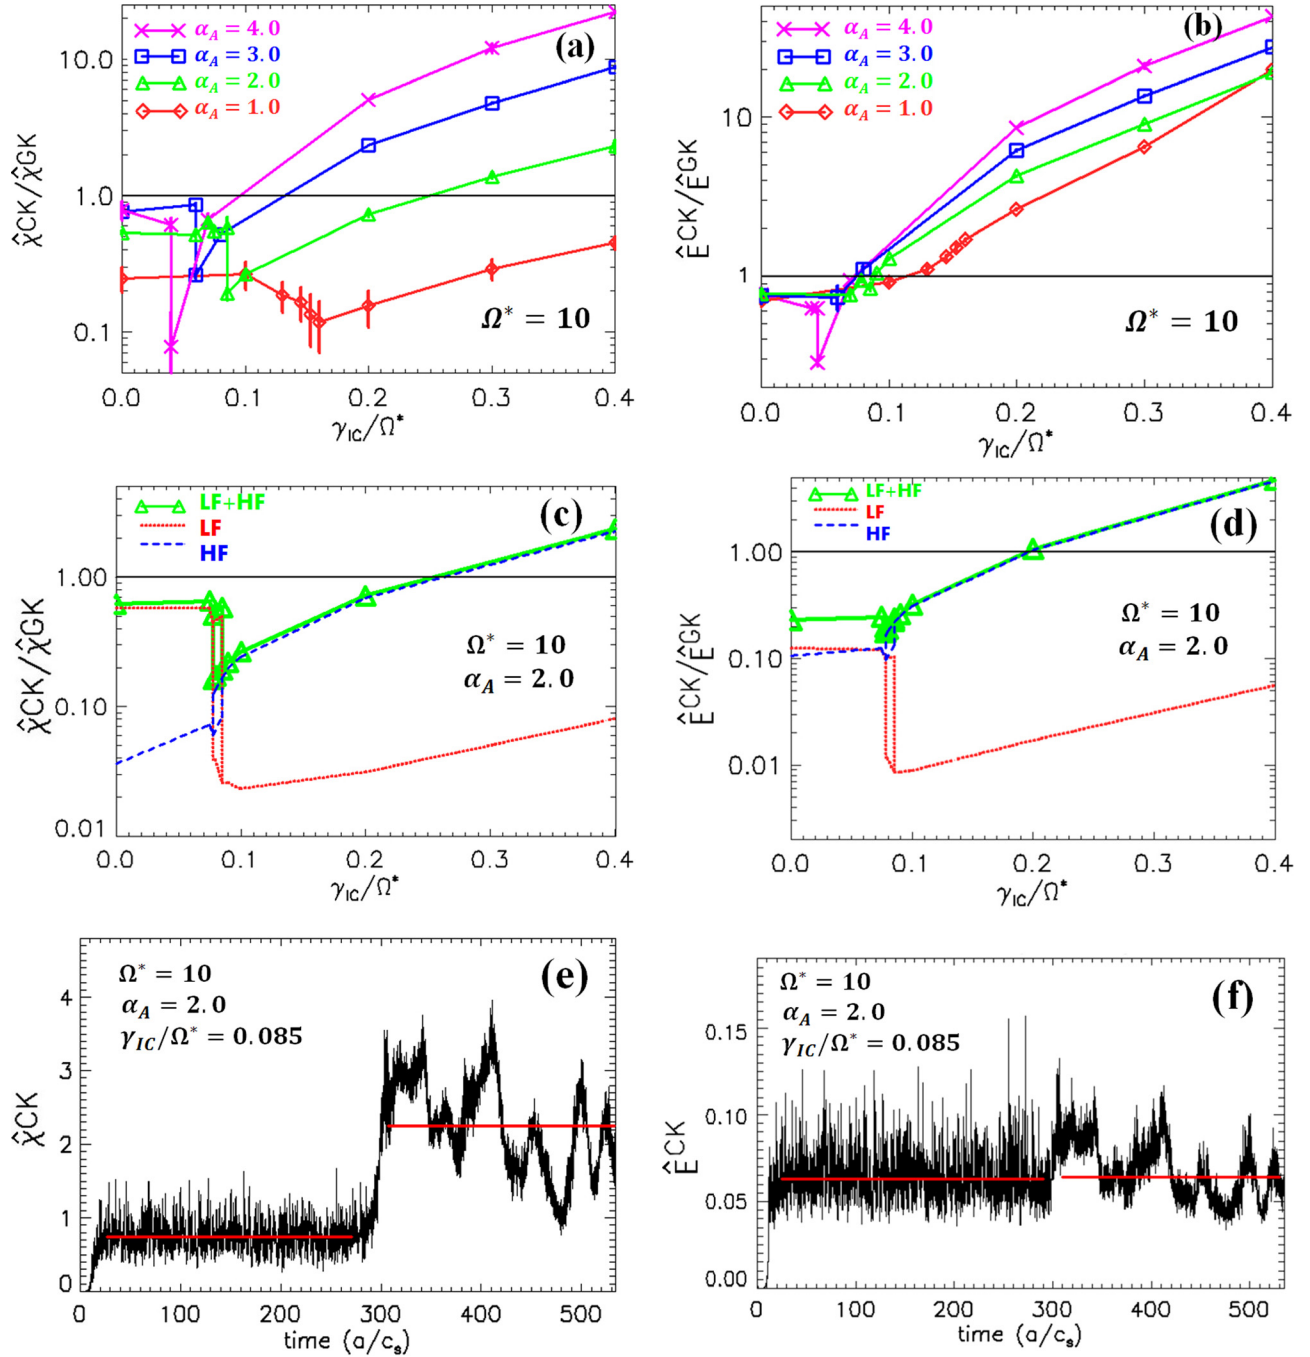 α_A = 4.0
α_A = 3.0
α_A = 2.0
α_A = 1.0
(a)
Ω* = 10
10.0
1.0
0.1
χ̂^CK/χ̂^GK
0.0 0.1 0.2 0.3 0.4
γ_IC/Ω*
α_A = 4.0
α_A = 3.0
α_A = 2.0
α_A = 1.0
(b)
Ω* = 10
10
1
Ê^CK/Ê^GK
0.0 0.1 0.2 0.3 0.4
γ_IC/Ω*
LF+HF
LF
HF
(c)
Ω* = 10
α_A = 2.0
1.00
0.10
0.01
χ̂^CK/χ̂^GK
0.0 0.1 0.2 0.3 0.4
γ_IC/Ω*
LF+HF
LF
HF
(d)
Ω* = 10
α_A = 2.0
1.00
0.10
0.01
Ê^CK/Ê^GK
0.0 0.1 0.2 0.3 0.4
γ_IC/Ω*
Ω* = 10
α_A = 2.0
γ_IC/Ω* = 0.085
(e)
4
3
2
1
0
χ̂^CK
0 100 200 300 400 500
time (a/c_s)
Ω* = 10
α_A = 2.0
γ_IC/Ω* = 0.085
(f)
0.15
0.10
0.05
0.00
Ê^CK
0 100 200 300 400 500
time (a/c_s)